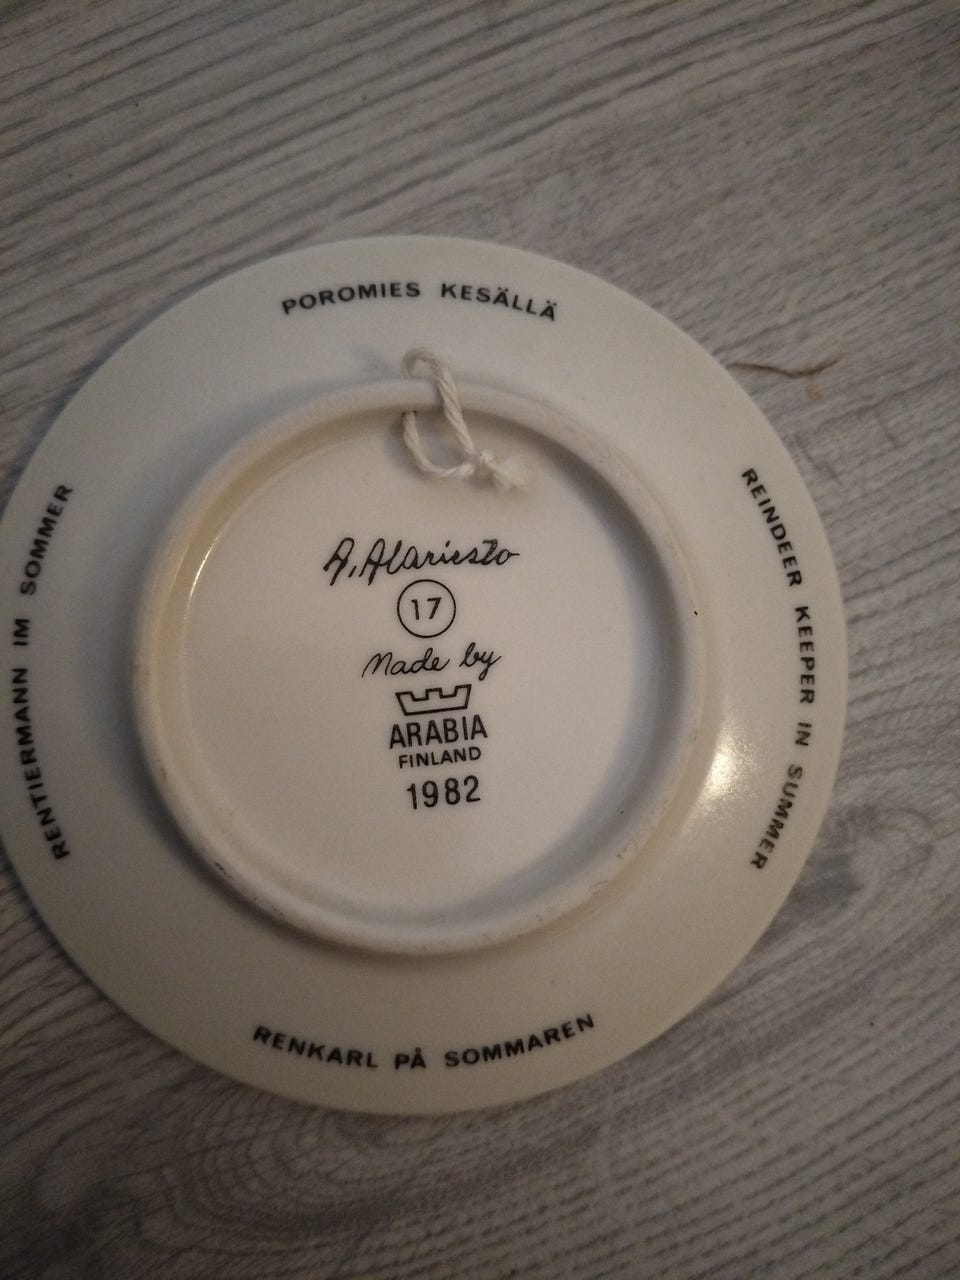 POROMIES KESÄLLÄ
REINDEER KEEPER IN SUMMER
RENKARL PÅ SOMMAREN
RENTIERMANN IM SOMMER
A. Alariesto
17
Made by
ARABIA
FINLAND
1982